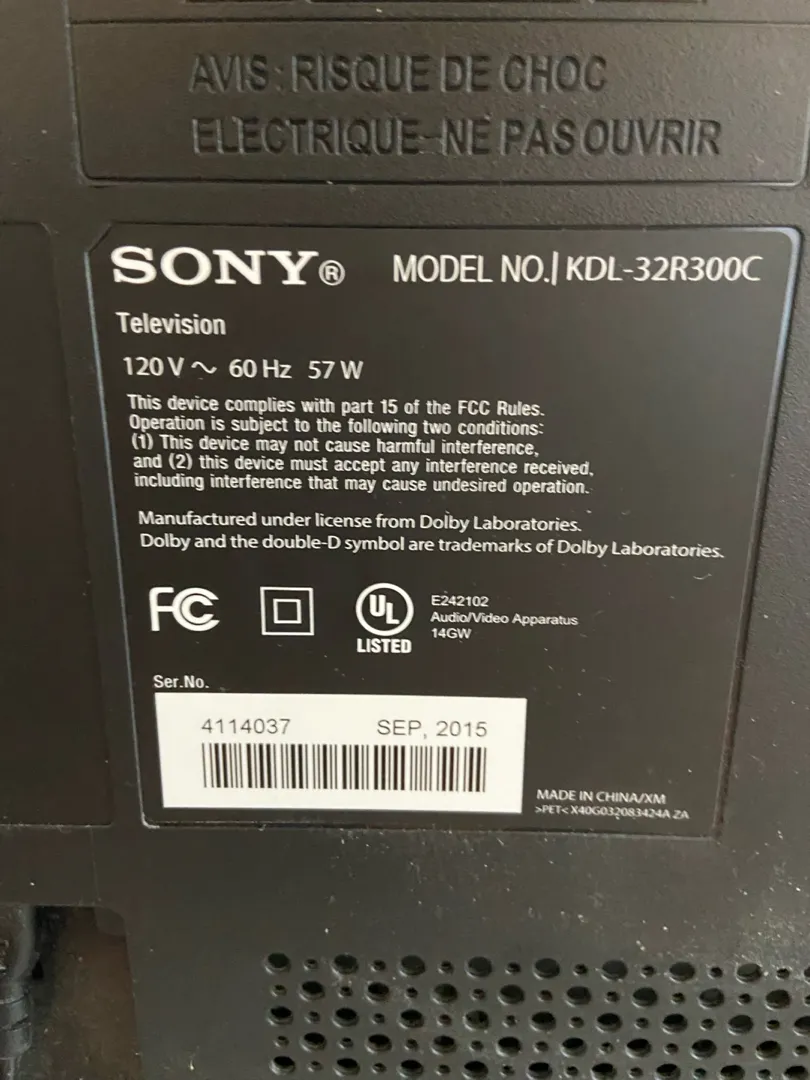 AVIS : RISQUE DE CHOC
ELECTRIQUE-NE PAS OUVRIR
SONY® MODEL NO.| KDL-32R300C
Television
120 V ~ 60 Hz 57 W
This device complies with part 15 of the FCC Rules.
Operation is subject to the following two conditions:
(1) This device may not cause harmful interference,
and (2) this device must accept any interference received,
including interference that may cause undesired operation.
Manufactured under license from Dolby Laboratories.
Dolby and the double-D symbol are trademarks of Dolby Laboratories.
FC
UL
LISTED
E242102
Audio/Video Apparatus
14GW
Ser.No.
4114037 SEP, 2015
MADE IN CHINA/XM
>PET< X40G032083424A ZA